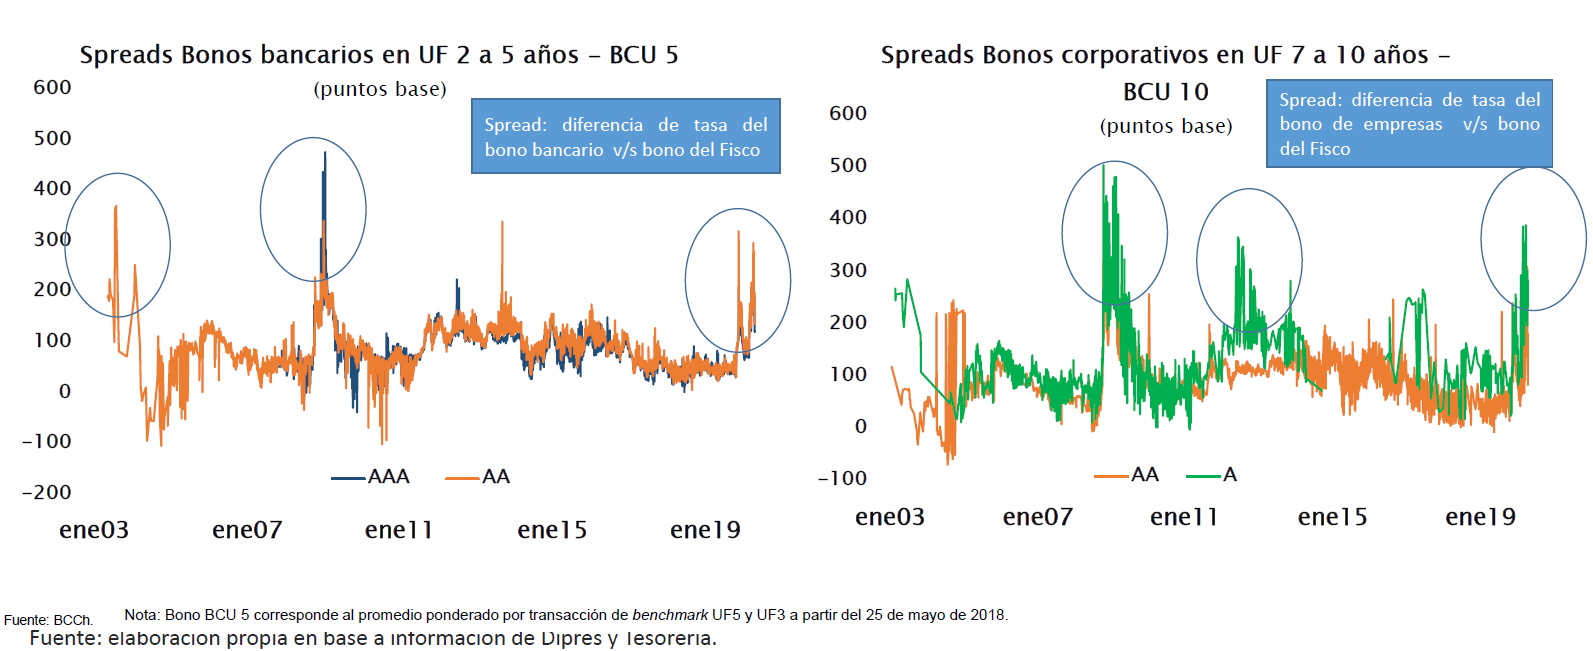 Spreads Bonos bancarios en UF 2 a 5 años - BCU 5
(puntos base)
Spread: diferencia de tasa del
bono bancario v/s bono del Fisco
600
500
400
300
200
100
0
-100
-200
AAA
AA
ene03
ene07
ene11
ene15
ene19
Spreads Bonos corporativos en UF 7 a 10 años -
BCU 10
(puntos base)
Spread: diferencia de tasa del
bono de empresas v/s bono
del Fisco
600
500
400
300
200
100
0
-100
AA
A
ene03
ene07
ene11
ene15
ene19
Fuente: BCCh.
Nota: Bono BCU 5 corresponde al promedio ponderado por transacción de benchmark UF5 y UF3 a partir del 25 de mayo de 2018.
Fuente: elaboración propia en base a información de Dipres y Tesorería.